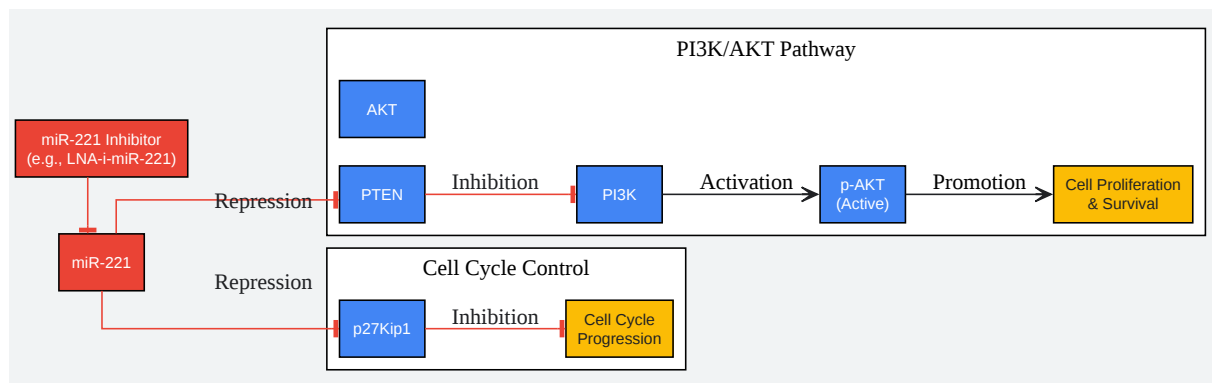 PI3K/AKT Pathway
AKT
miR-221 Inhibitor
(e.g., LNA-i-miR-221)
Repression
PTEN
Inhibition
PI3K
Activation
p-AKT
(Active)
Promotion
Cell Proliferation
& Survival
miR-221
Repression
Cell Cycle Control
p27Kip1
Inhibition
Cell Cycle
Progression